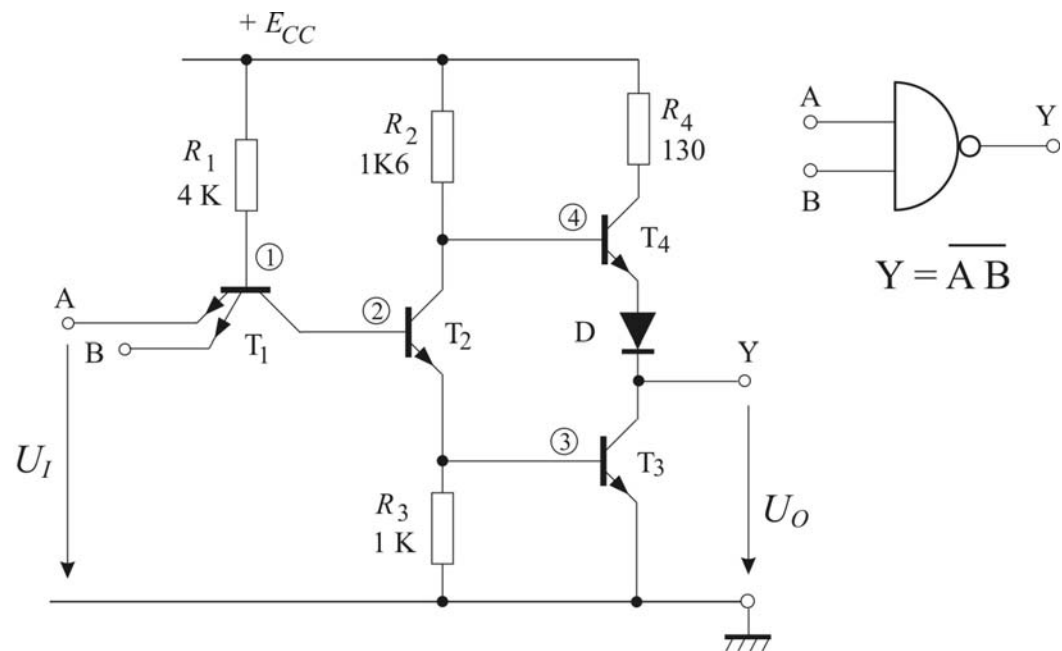 + E_CC
R_1
4 K
R_2
1K6
R_4
130
①
②
③
④
A
B
T_1
T_2
T_4
D
Y
T_3
R_3
1 K
U_I
U_O
A
B
Y
Y = \overline{A B}